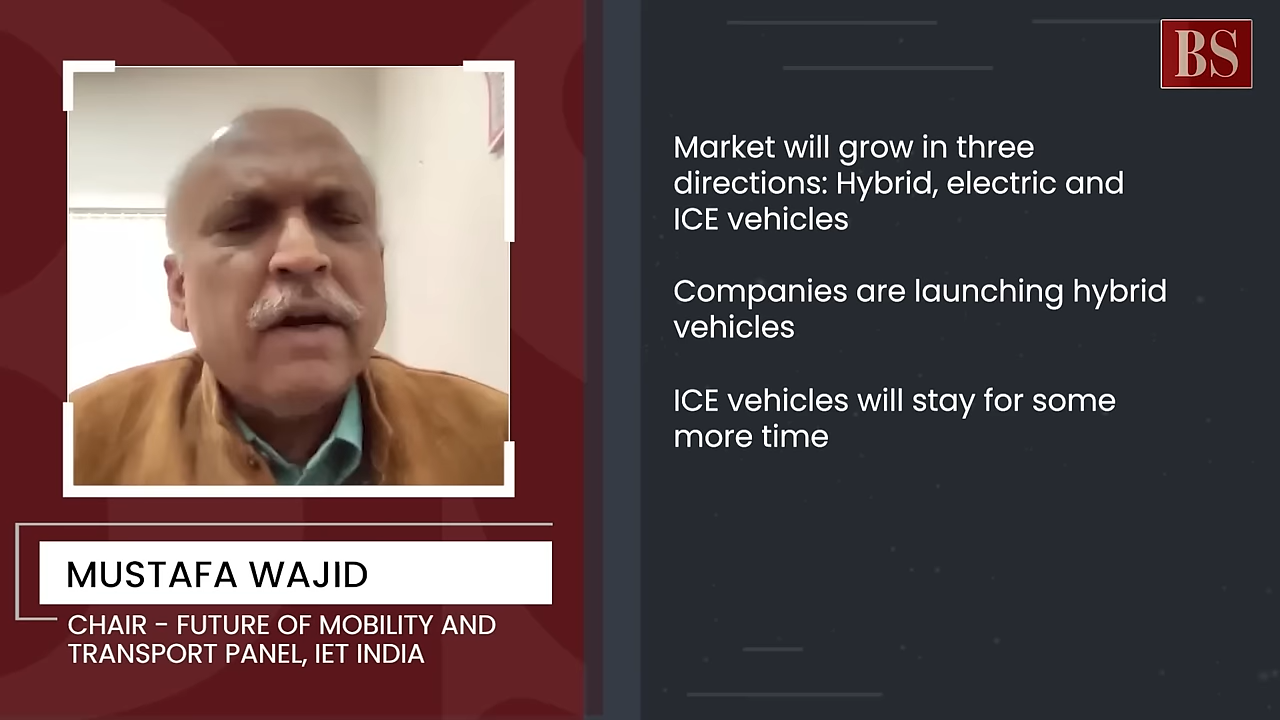 BS
Market will grow in three
directions: Hybrid, electric and
ICE vehicles
Companies are launching hybrid
vehicles
ICE vehicles will stay for some
more time
MUSTAFA WAJID
CHAIR - FUTURE OF MOBILITY AND
TRANSPORT PANEL, IET INDIA